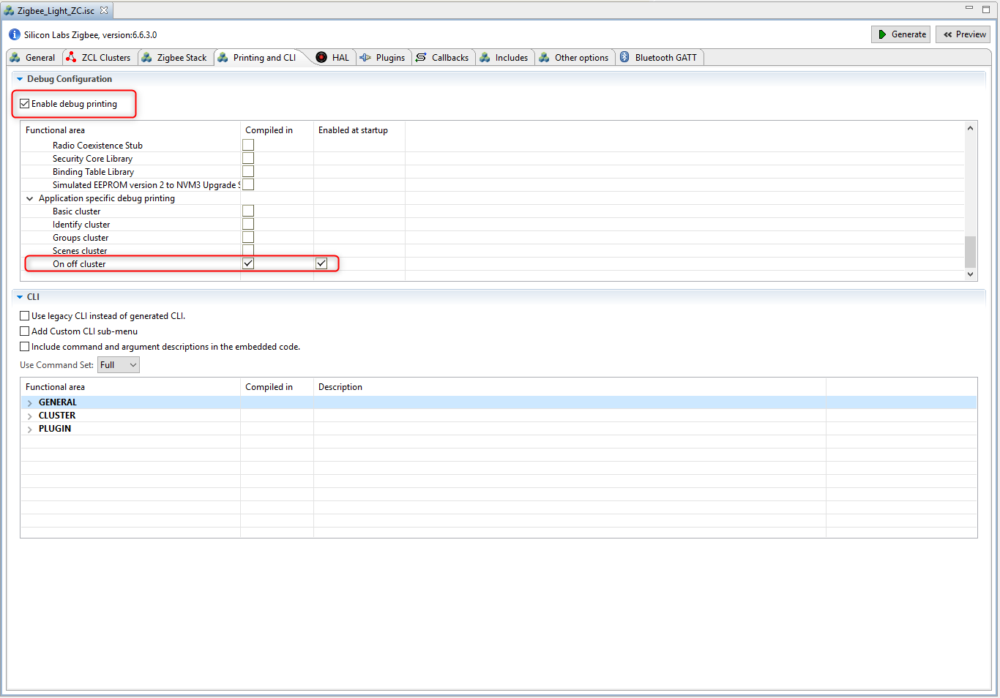 Zigbee_Light_ZC.isc
Silicon Labs Zigbee, version:6.6.3.0
Generate
Preview
General
ZCL Clusters
Zigbee Stack
Printing and CLI
HAL
Plugins
Callbacks
Includes
Other options
Bluetooth GATT
Debug Configuration
Enable debug printing
Functional area
Compiled in
Enabled at startup
Radio Coexistence Stub
Security Core Library
Binding Table Library
Simulated EEPROM version 2 to NVM3 Upgrade
Application specific debug printing
Basic cluster
Identify cluster
Groups cluster
Scenes cluster
On off cluster
CLI
Use legacy CLI instead of generated CLI.
Add Custom CLI sub-menu
Include command and argument descriptions in the embedded code.
Use Command Set: Full
Functional area
Compiled in
Description
GENERAL
CLUSTER
PLUGIN